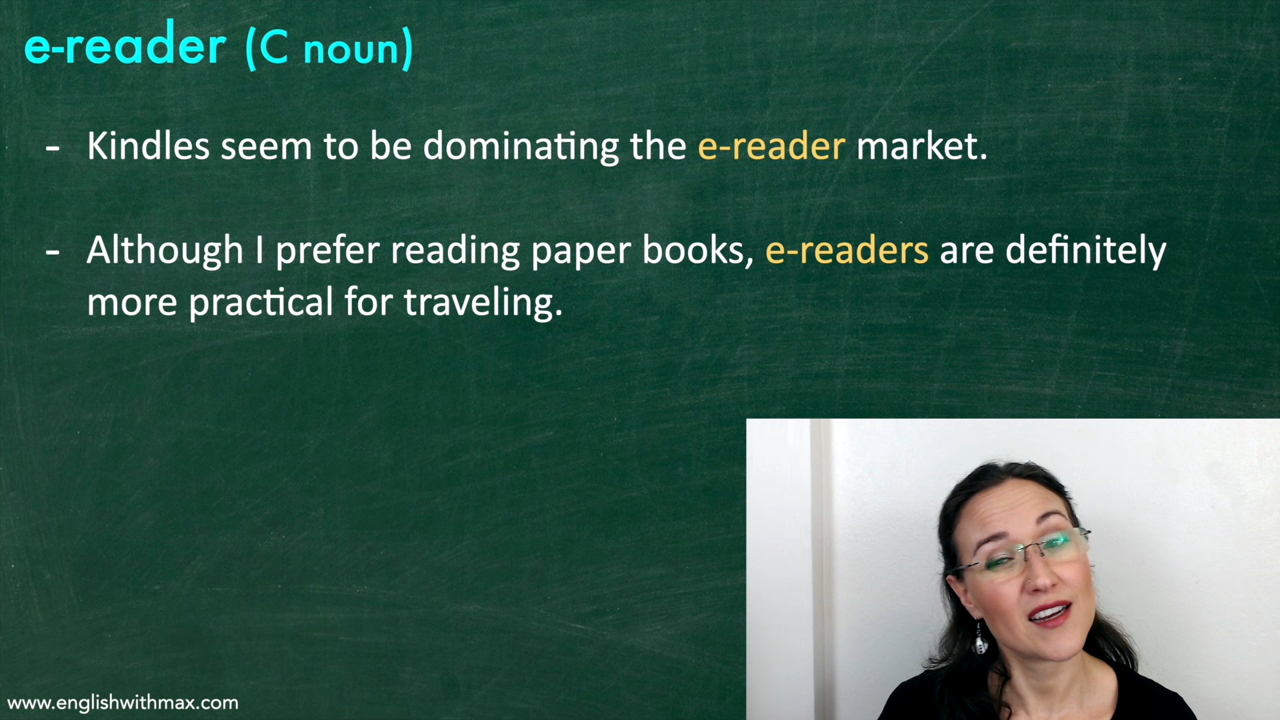 e-reader (C noun)
- Kindles seem to be dominating the e-reader market.
- Although I prefer reading paper books, e-readers are definitely
more practical for traveling.
www.englishwithmax.com